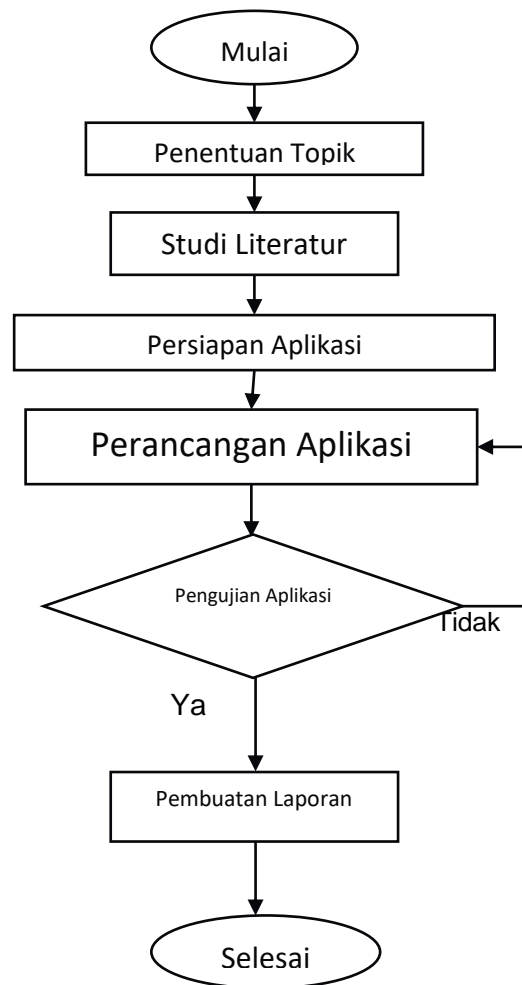 Mulai
Penentuan Topik
Studi Literatur
Persiapan Aplikasi
Perancangan Aplikasi
Pengujian Aplikasi
Tidak
Ya
Pembuatan Laporan
Selesai